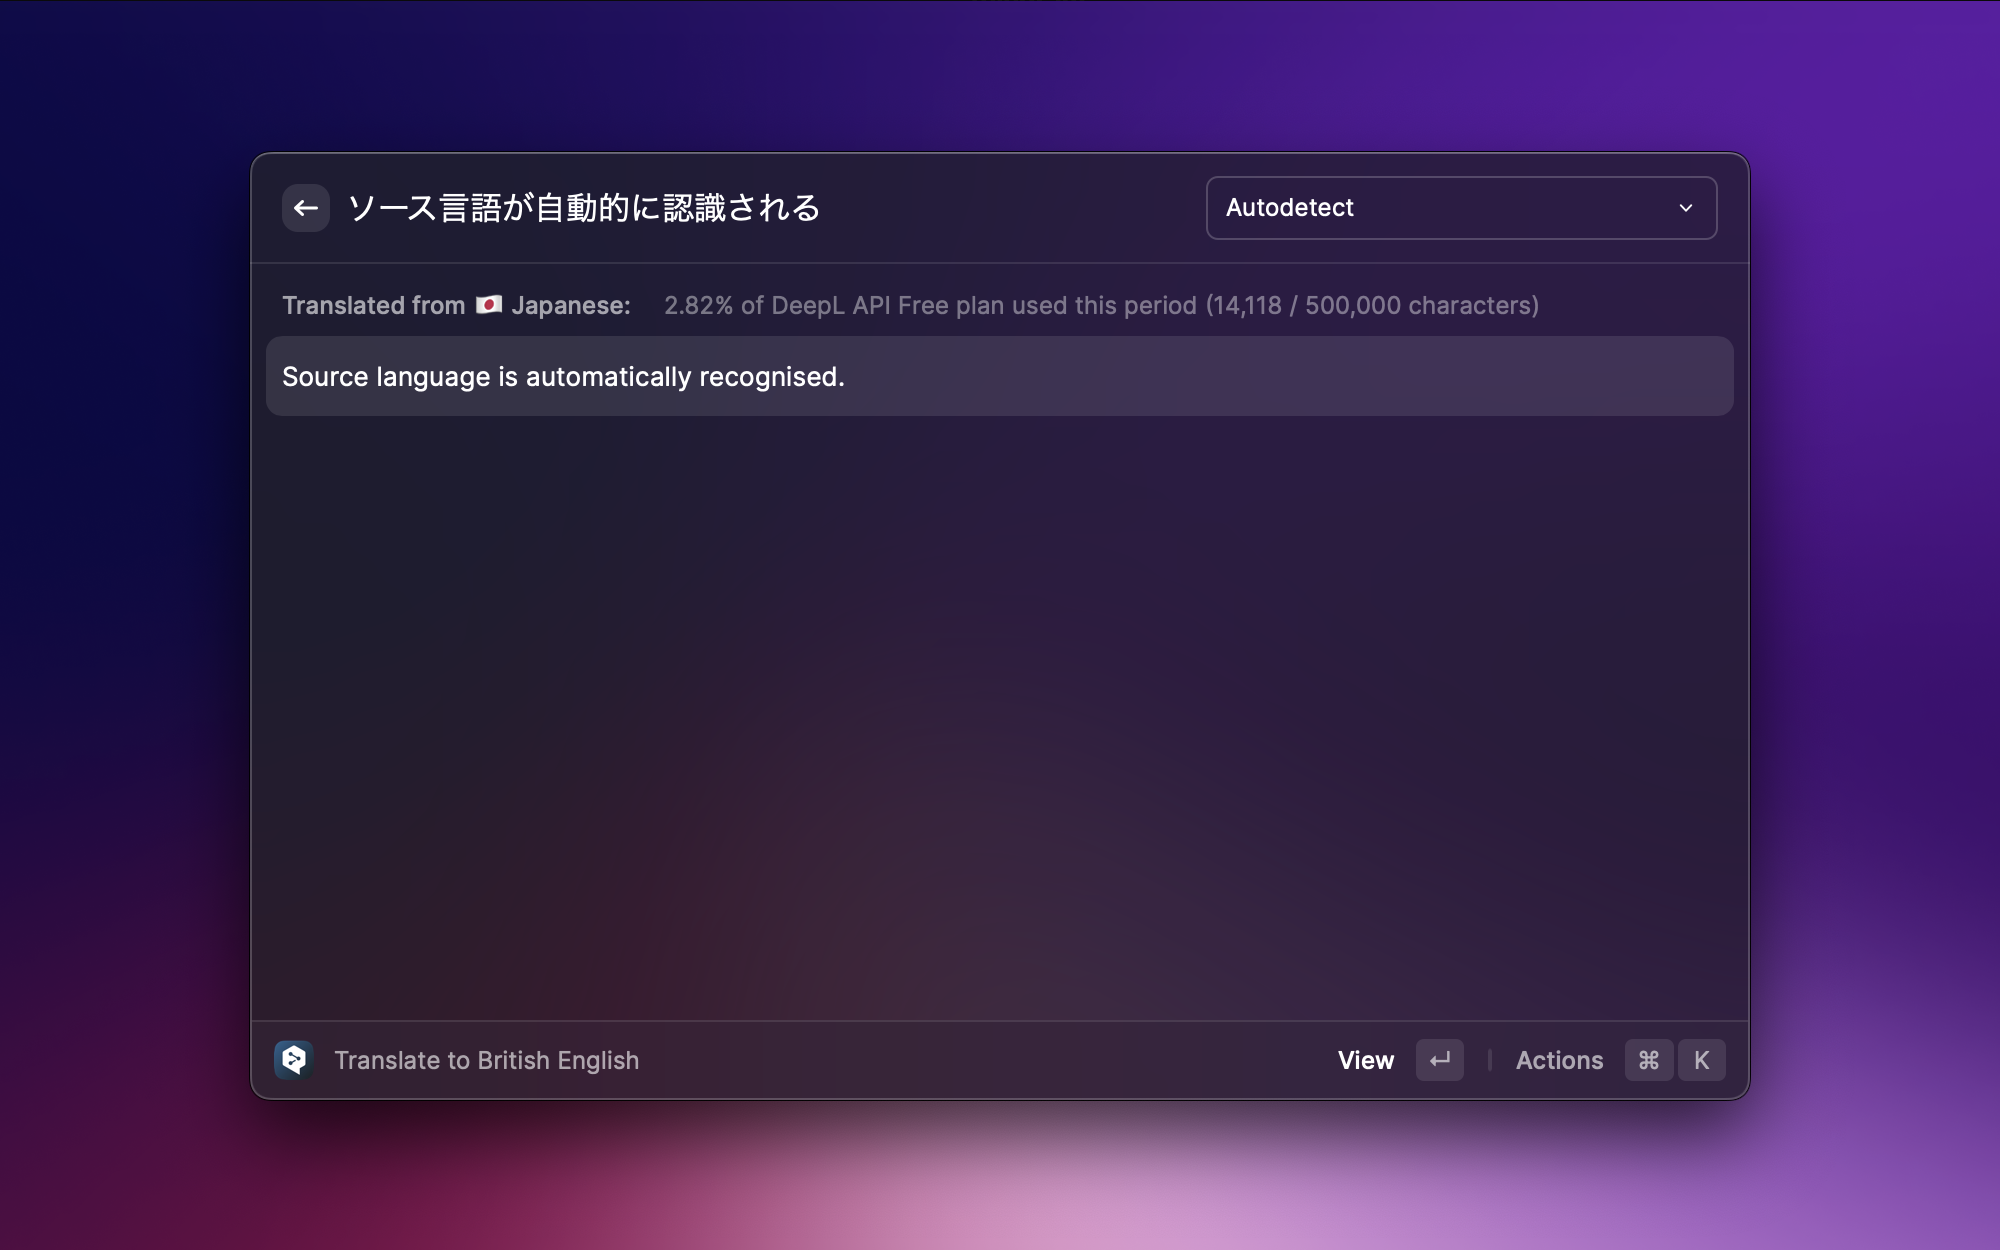 ソース言語が自動的に認識される
Autodetect
Translated from 🇯🇵 Japanese: 2.82% of DeepL API Free plan used this period (14,118 / 500,000 characters)
Source language is automatically recognised.
Translate to British English
View ↵ | Actions ⌘ K